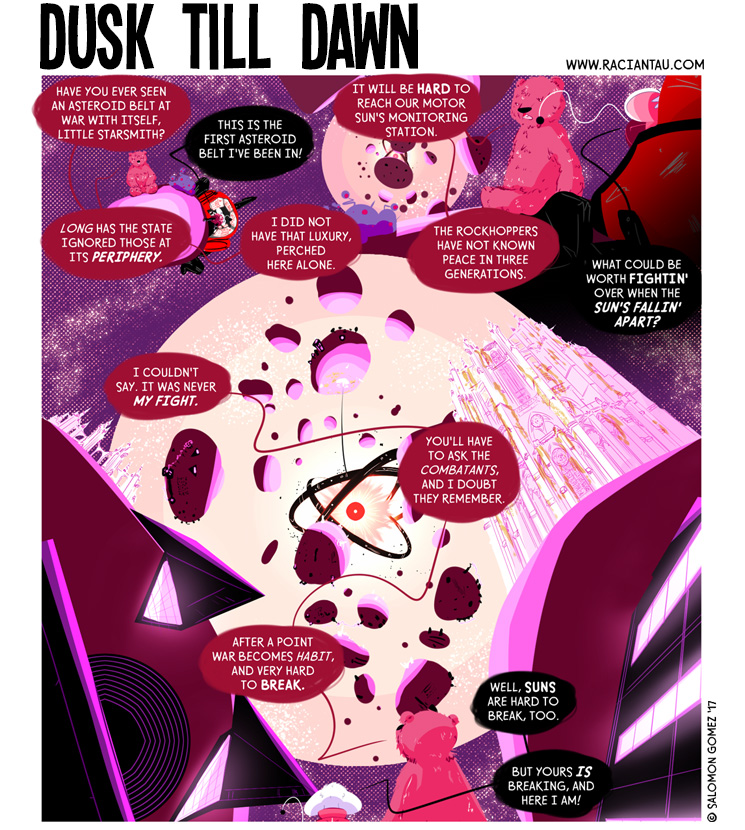 DUSK TILL DAWN
WWW.RACIANTAU.COM
HAVE YOU EVER SEEN
AN ASTEROID BELT AT
WAR WITH ITSELF,
LITTLE STARSMITH?
THIS IS THE
FIRST ASTEROID
BELT I'VE BEEN IN!
IT WILL BE HARD TO
REACH OUR MOTOR
SUN'S MONITORING
STATION.
LONG HAS THE STATE
IGNORED THOSE AT
ITS PERIPHERY.
I DID NOT
HAVE THAT LUXURY,
PERCHED
HERE ALONE.
THE ROCKHOPPERS
HAVE NOT KNOWN
PEACE IN THREE
GENERATIONS.
WHAT COULD BE
WORTH FIGHTIN'
OVER WHEN THE
SUN'S FALLIN'
APART?
I COULDN'T
SAY. IT WAS NEVER
MY FIGHT.
YOU'LL HAVE
TO ASK THE
COMBATANTS,
AND I DOUBT
THEY REMEMBER.
AFTER A POINT
WAR BECOMES HABIT,
AND VERY HARD
TO BREAK.
WELL, SUNS
ARE HARD TO
BREAK, TOO.
BUT YOURS IS
BREAKING, AND
HERE I AM!
© SALOMON GOMEZ '17